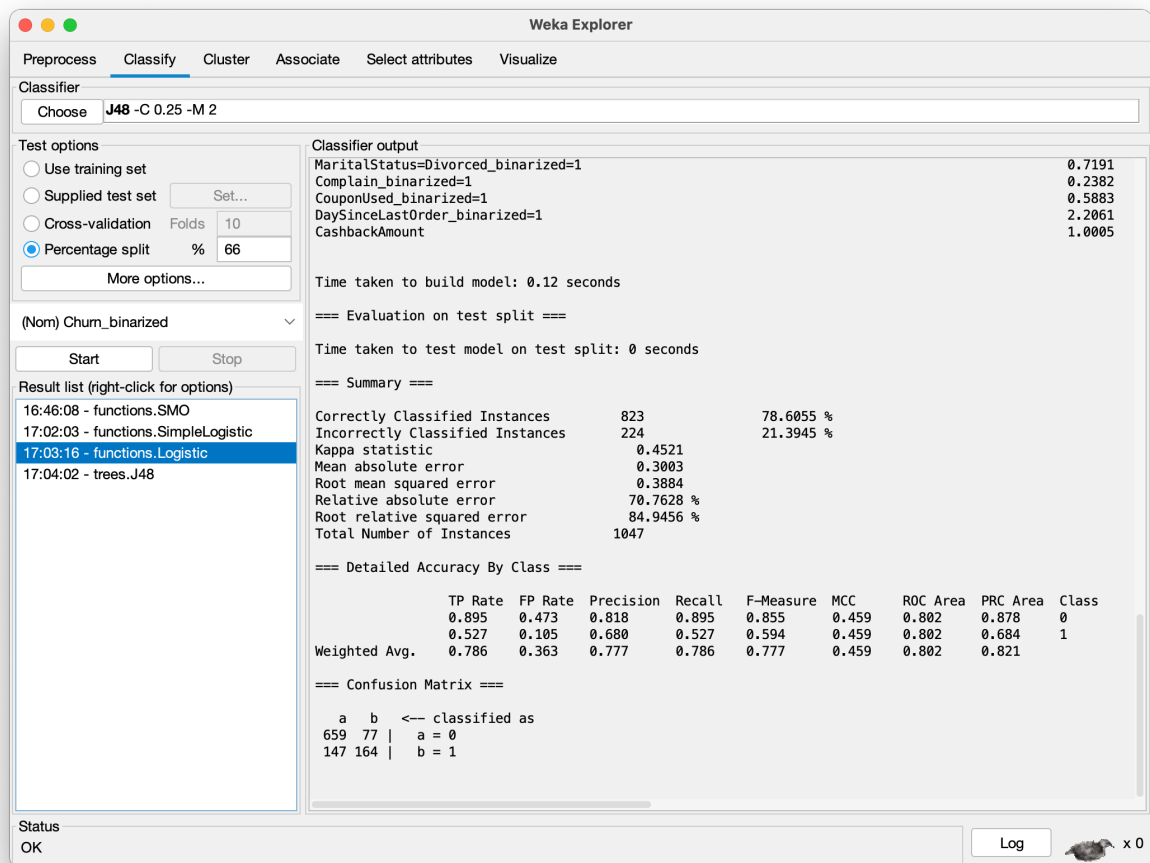 Weka Explorer
Preprocess Classify Cluster Associate Select attributes Visualize
Classifier
Choose J48 -C 0.25 -M 2
Test options
Use training set
Supplied test set Set...
Cross-validation Folds 10
Percentage split % 66
More options...
(Nom) Churn_binarized
Start Stop
Result list (right-click for options)
16:46:08 - functions.SMO
17:02:03 - functions.SimpleLogistic
17:03:16 - functions.Logistic
17:04:02 - trees.J48
Classifier output
MaritalStatus=Divorced_binarized=1 0.7191
Complain_binarized=1 0.2382
CouponUsed_binarized=1 0.5883
DaySinceLastOrder_binarized=1 2.2061
CashbackAmount 1.0005
Time taken to build model: 0.12 seconds
=== Evaluation on test split ===
Time taken to test model on test split: 0 seconds
=== Summary ===
Correctly Classified Instances 823 78.6055 %
Incorrectly Classified Instances 224 21.3945 %
Kappa statistic 0.4521
Mean absolute error 0.3003
Root mean squared error 0.3884
Relative absolute error 70.7628 %
Root relative squared error 84.9456 %
Total Number of Instances 1047
=== Detailed Accuracy By Class ===
TP Rate FP Rate Precision Recall F-Measure MCC ROC Area PRC Area Class
0.895 0.473 0.818 0.895 0.855 0.459 0.802 0.878 0
0.527 0.105 0.680 0.527 0.594 0.459 0.802 0.684 1
Weighted Avg. 0.786 0.363 0.777 0.786 0.777 0.459 0.802 0.821
=== Confusion Matrix ===
a b <-- classified as
659 77 | a = 0
147 164 | b = 1
Status
OK
Log x 0